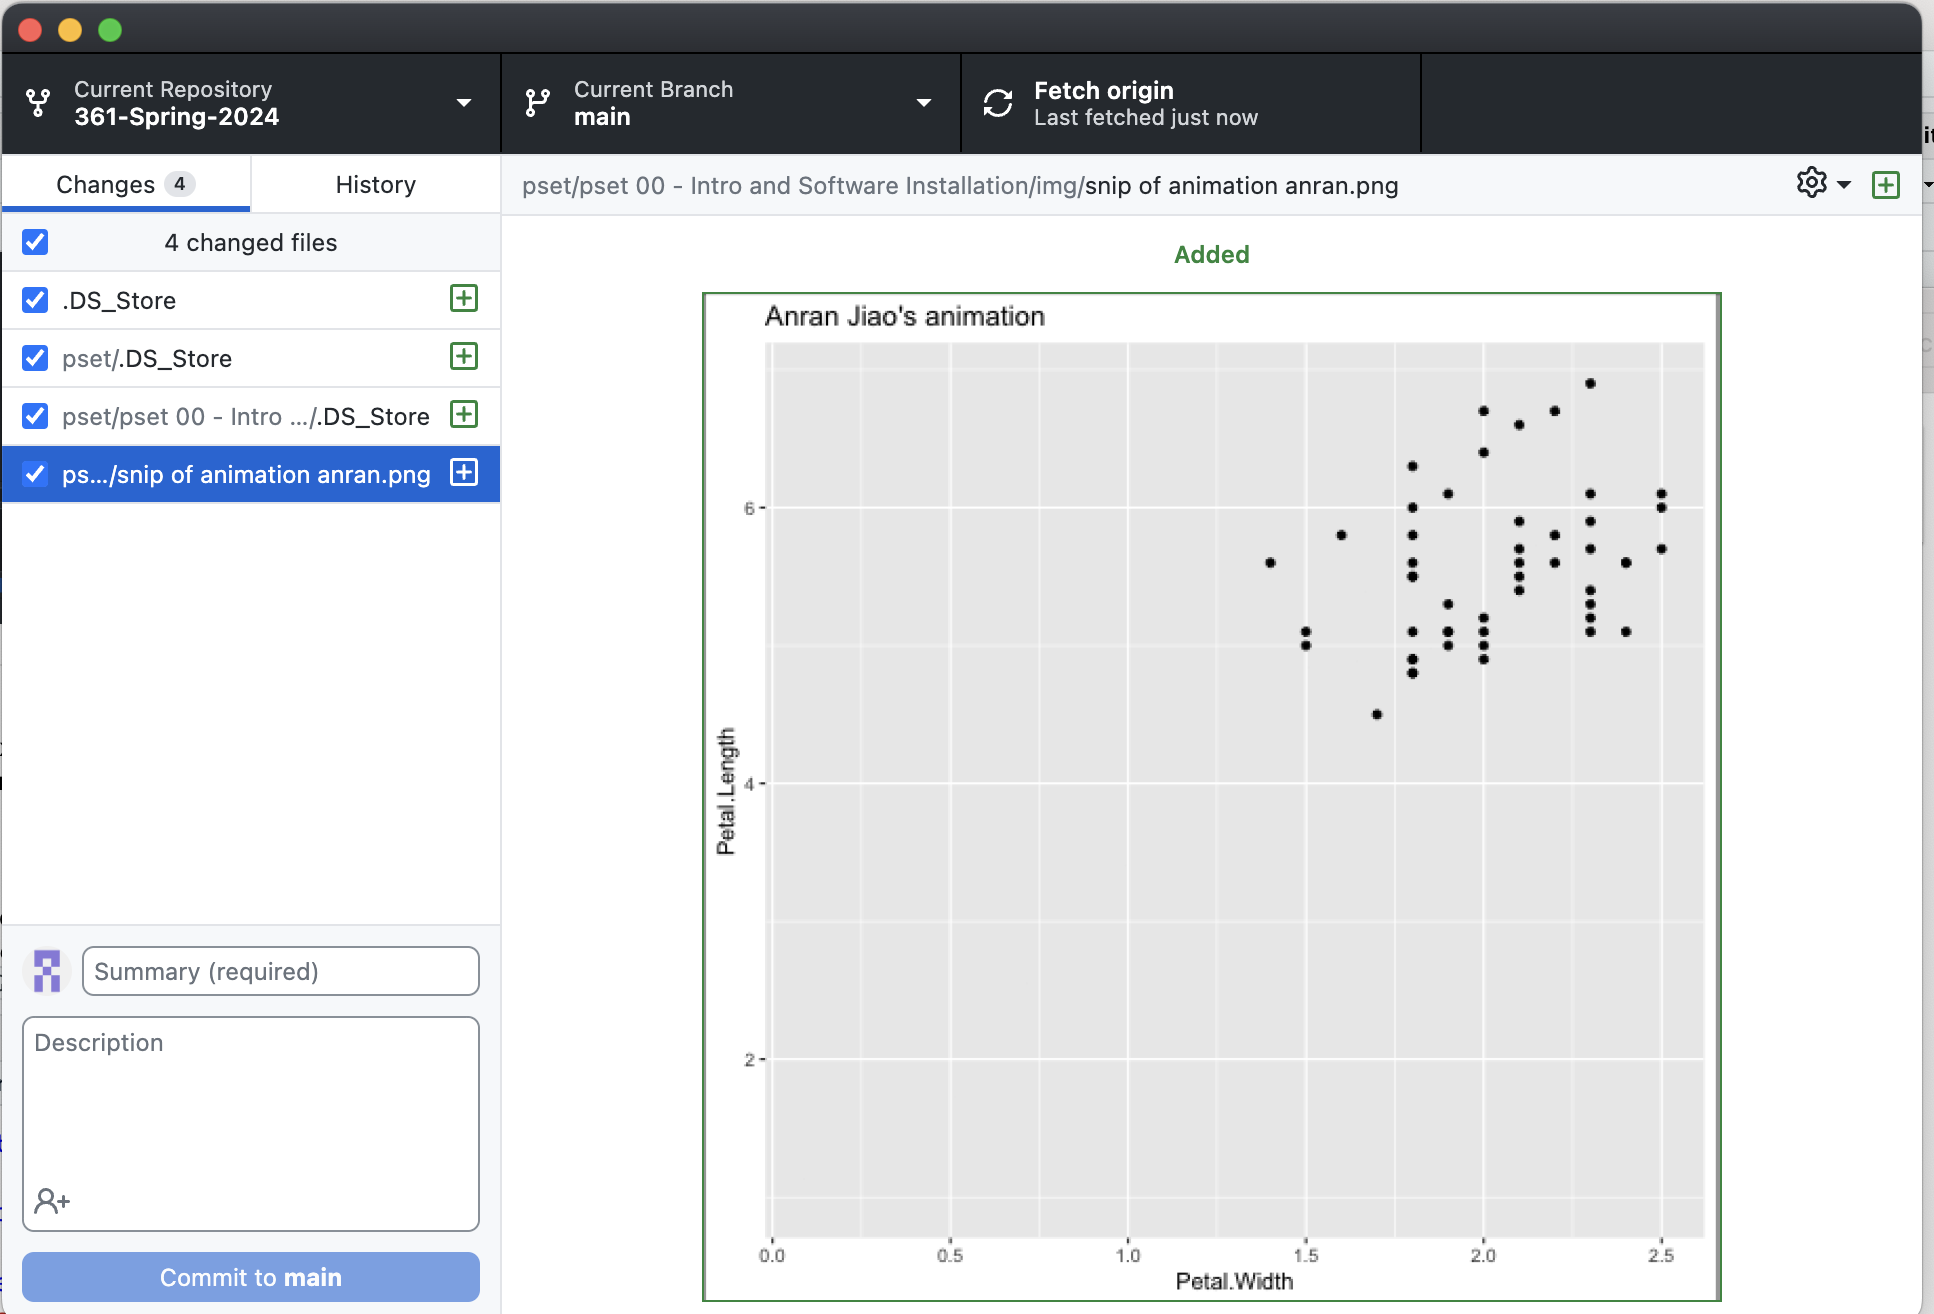 Current Repository
361-Spring-2024
Current Branch
main
Fetch origin
Last fetched just now
Changes 4
History
pset/pset 00 - Intro and Software Installation/img/snip of animation anran.png
4 changed files
.DS_Store
pset/.DS_Store
pset/pset 00 - Intro .../.DS_Store
ps.../snip of animation anran.png
Summary (required)
Description
Commit to main
Added
Anran Jiao's animation
Petal.Length
6
4
2
0.0 0.5 1.0 1.5 2.0 2.5
Petal.Width